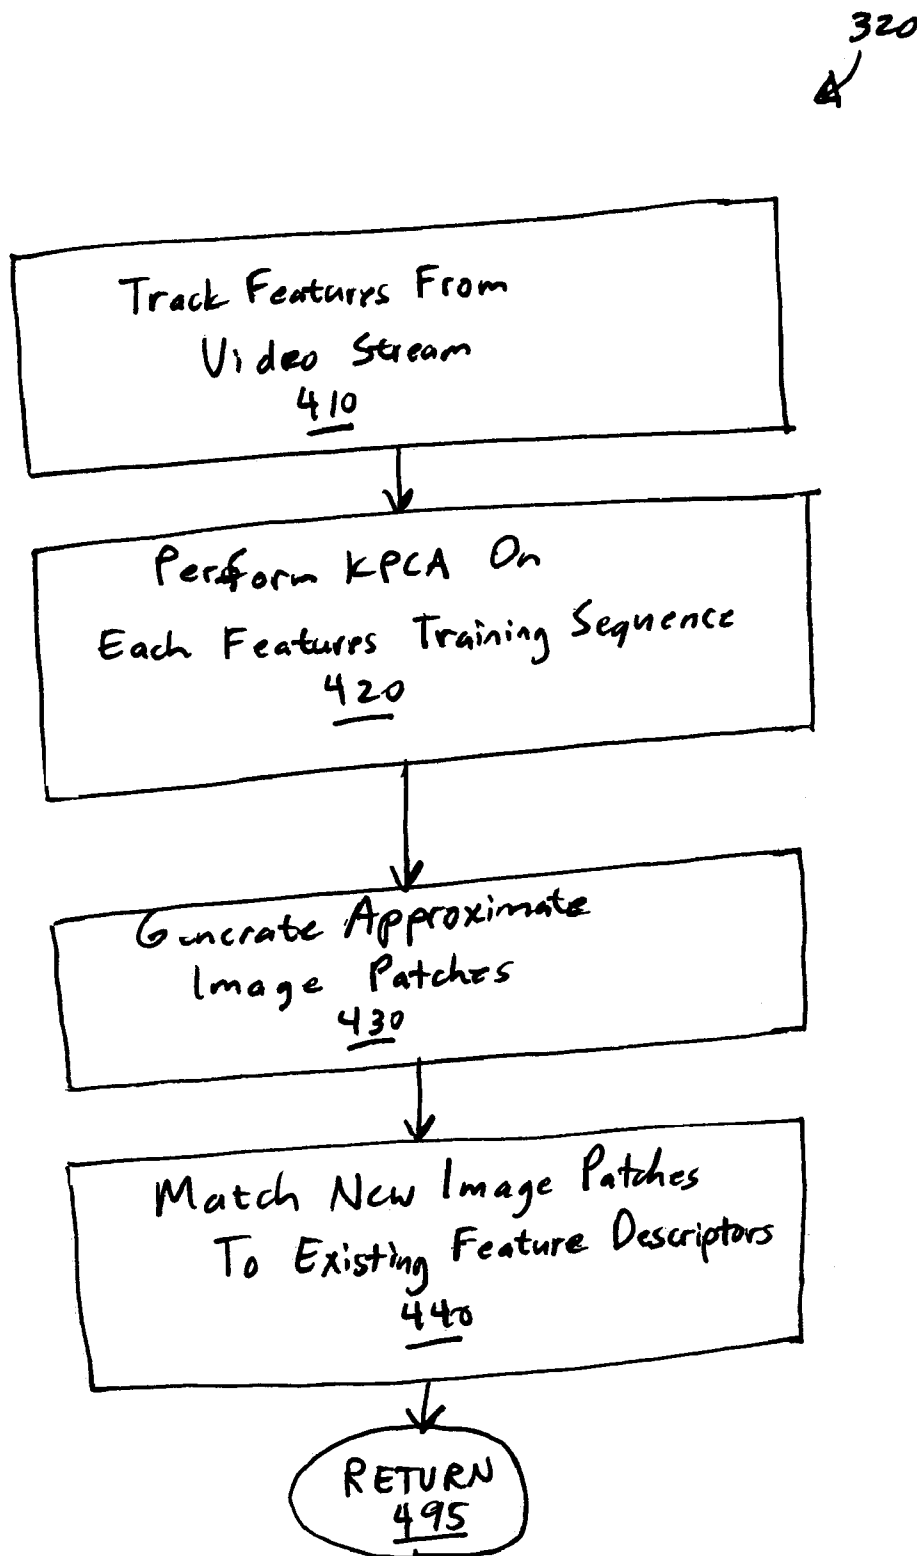 320
Track Features From
Video Stream
410
Perform KPCA On
Each Features Training Sequence
420
Generate Approximate
Image Patches
430
Match New Image Patches
To Existing Feature Descriptors
440
RETURN
495